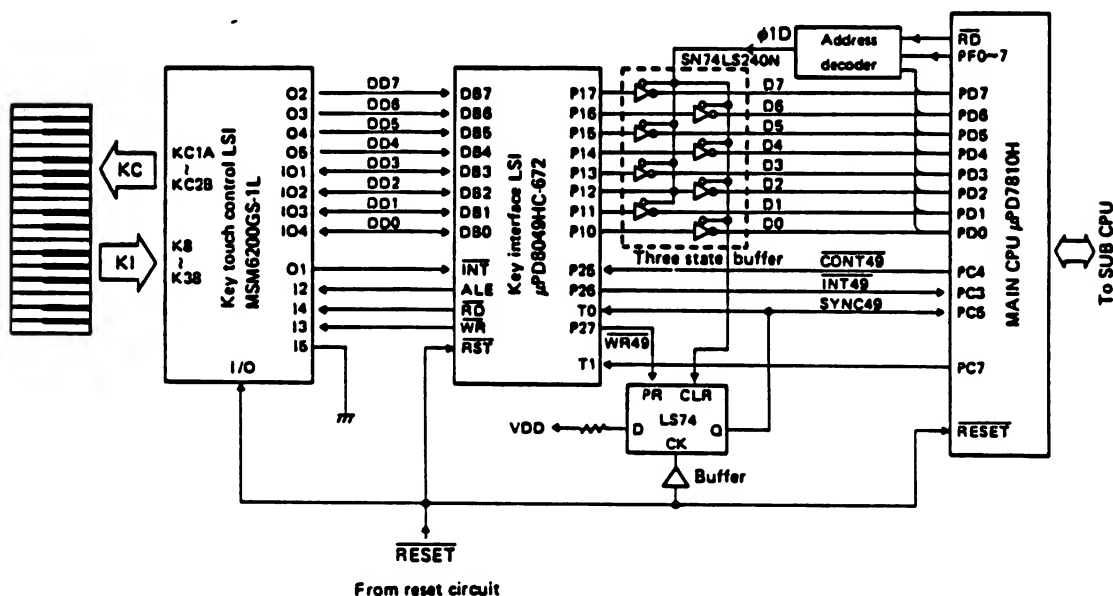 φ1D
Address
decoder
RD
PF0~7
SN74LS240N
KC
KI
KC1A
~
KC2B
K8
~
K38
Key touch control LSI
MSM6200GS-1L
I/O
O2
O3
O4
O5
IO1
IO2
IO3
IO4
O1
I2
I4
I3
I5
DD7
DD6
DD5
DD4
DD3
DD2
DD1
DD0
DB7
DB6
DB5
DB4
DB3
DB2
DB1
DB0
INT
ALE
RD
WR
RST
Key interface LSI
μPD8049HC-672
P17
P16
P15
P14
P13
P12
P11
P10
P25
P26
T0
P27
T1
D7
D6
D5
D4
D3
D2
D1
D0
Three state buffer
CONT49
INT49
SYNC49
WR49
PD7
PD6
PD5
PD4
PD3
PD2
PD1
PD0
PC4
PC3
PC6
PC7
RESET
MAIN CPU μPD7810H
To SUB CPU
PR CLR
LS74
D Q
CK
VDD
Buffer
RESET
From reset circuit